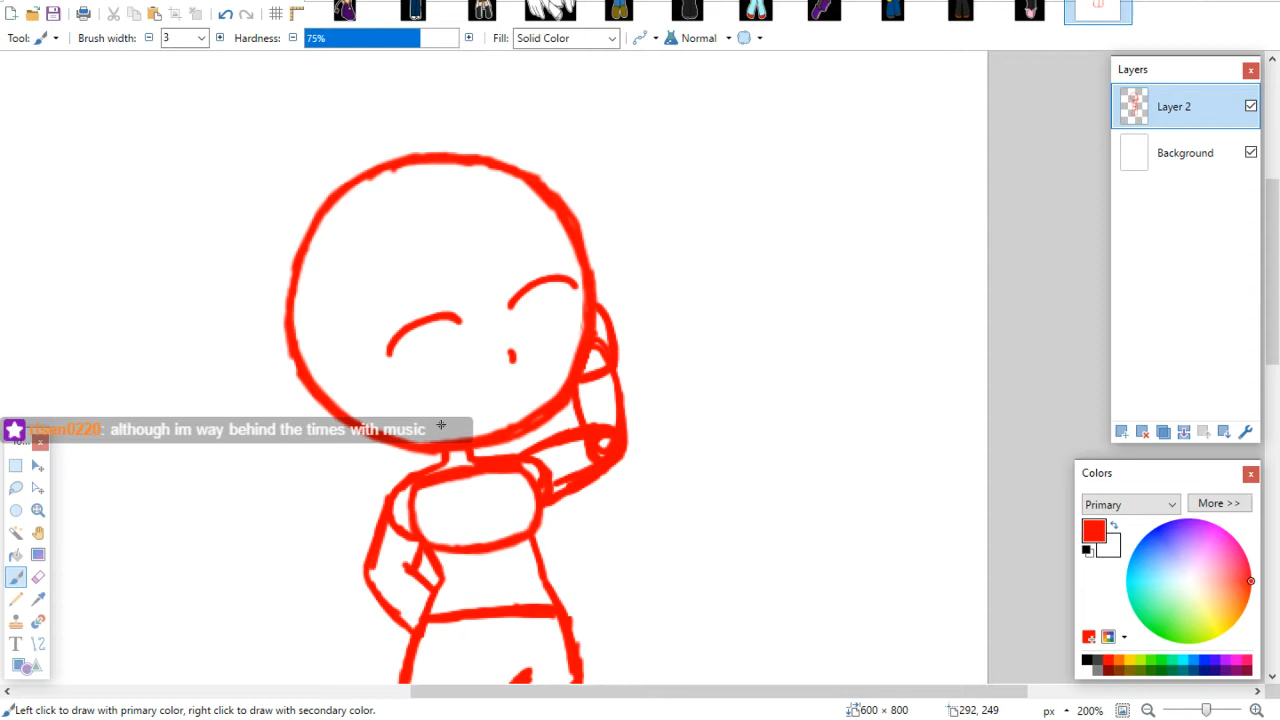 Tool:
Brush width:
3
Hardness:
75%
Fill:
Solid Color
Normal
Layers
Layer 2
Background
: although im way behind the times with music
Colors
Primary
More >>
Left click to draw with primary color, right click to draw with secondary color.
600 × 800
292, 249
px
200%